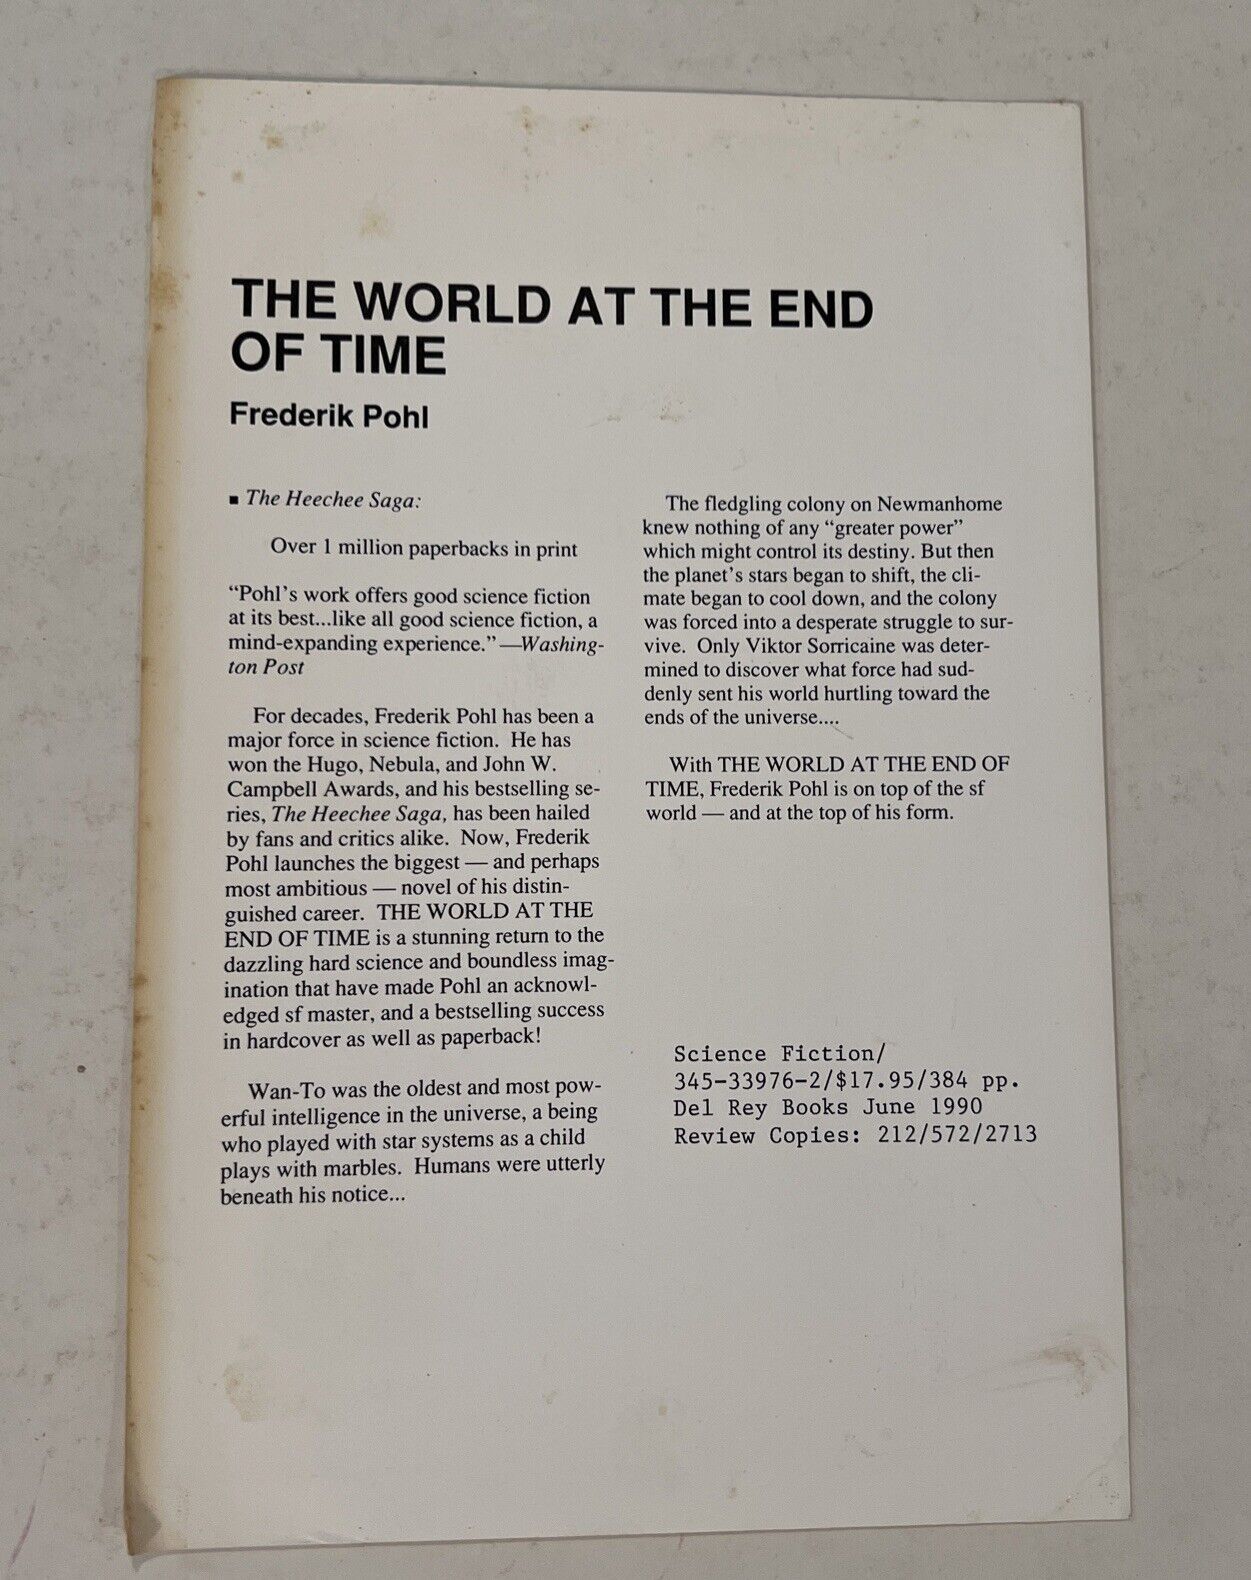 THE WORLD AT THE END
OF TIME
Frederik Pohl
▪ The Heechee Saga:
Over 1 million paperbacks in print
“Pohl’s work offers good science fiction
at its best...like all good science fiction, a
mind-expanding experience.”—Washing-
ton Post
For decades, Frederik Pohl has been a
major force in science fiction. He has
won the Hugo, Nebula, and John W.
Campbell Awards, and his bestselling se-
ries, The Heechee Saga, has been hailed
by fans and critics alike. Now, Frederik
Pohl launches the biggest — and perhaps
most ambitious — novel of his distin-
guished career. THE WORLD AT THE
END OF TIME is a stunning return to the
dazzling hard science and boundless imag-
ination that have made Pohl an acknowl-
edged sf master, and a bestselling success
in hardcover as well as paperback!
Wan-To was the oldest and most pow-
erful intelligence in the universe, a being
who played with star systems as a child
plays with marbles. Humans were utterly
beneath his notice...
The fledgling colony on Newmanhome
knew nothing of any “greater power”
which might control its destiny. But then
the planet’s stars began to shift, the cli-
mate began to cool down, and the colony
was forced into a desperate struggle to sur-
vive. Only Viktor Sorricaine was deter-
mined to discover what force had sud-
denly sent his world hurtling toward the
ends of the universe....
With THE WORLD AT THE END OF
TIME, Frederik Pohl is on top of the sf
world — and at the top of his form.
Science Fiction/
345-33976-2/$17.95/384 pp.
Del Rey Books June 1990
Review Copies: 212/572/2713